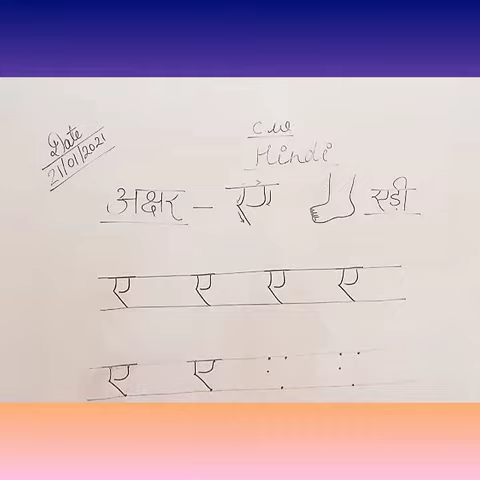 Date
21/01/2021
C.W
Hindi
अक्षर - ए एड़ी
ए ए ए ए
ए ए